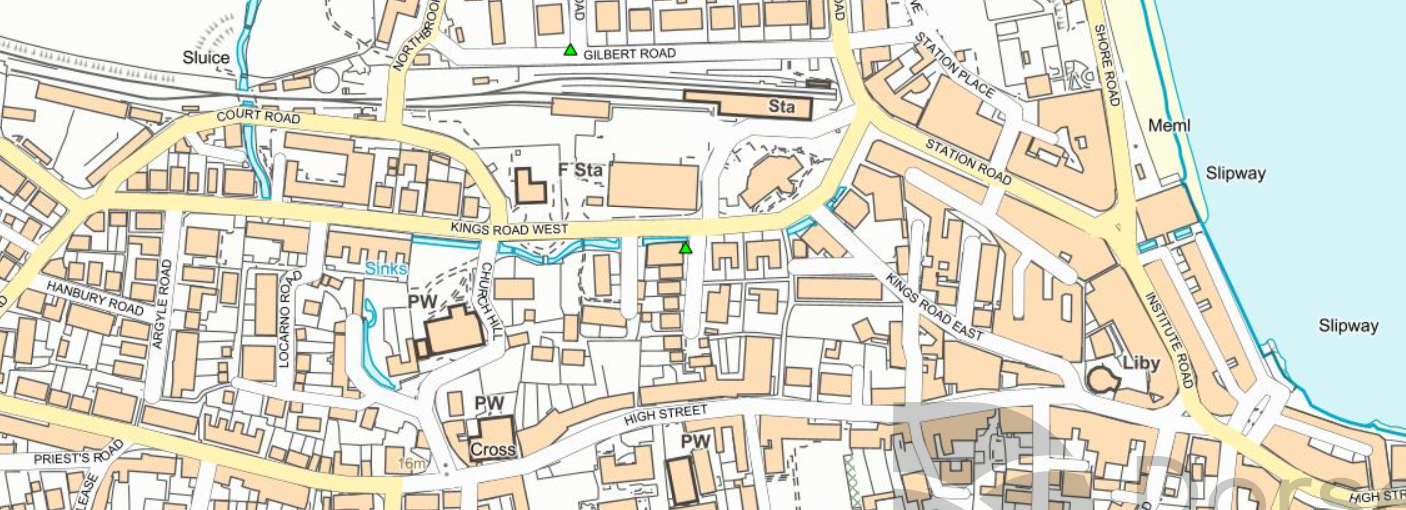 ROAD
ROAD
NORTHBROOK
SHORE ROAD
STATION PLACE
GILBERT ROAD
Sluice
Sta
COURT ROAD
Meml
STATION ROAD
F Sta
Slipway
KINGS ROAD WEST
Sinks
HANBURY ROAD
ARGYLE ROAD
LOCARNO ROAD
CHURCH HILL
PW
KINGS ROAD EAST
INSTITUTE ROAD
Slipway
Liby
PW
HIGH STREET
PW
Cross
PRIEST'S ROAD
16m
HIGH STR